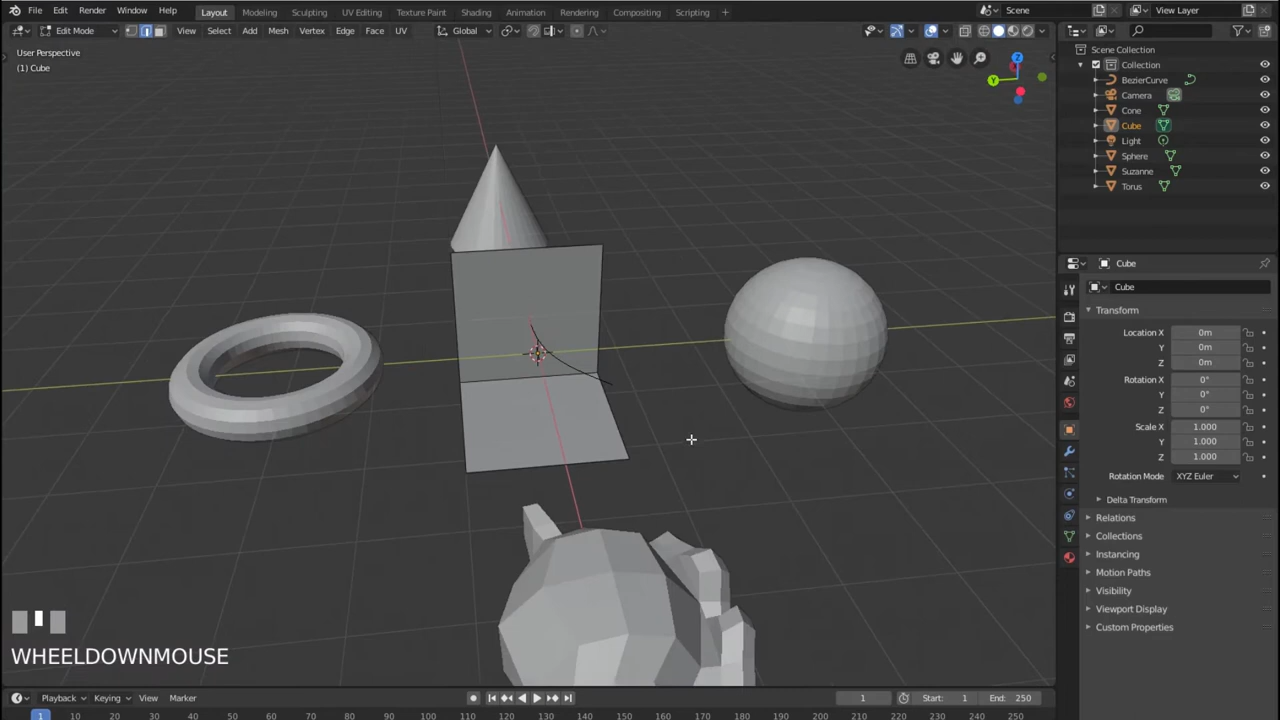 File Edit Render Window Help Layout Modeling Sculpting UV Editing Texture Paint Shading Animation Rendering Compositing Scripting + Scene View Layer
Edit Mode View Select Add Mesh Vertex Edge Face UV Global
User Perspective
(1) Cube
Z
Y
Scene Collection
Collection
BezierCurve
Camera
Cone
Cube
Light
Sphere
Suzanne
Torus
Cube
Cube
Transform
Location X 0m
Y 0m
Z 0m
Rotation X 0°
Y 0°
Z 0°
Scale X 1.000
Y 1.000
Z 1.000
Rotation Mode XYZ Euler
Delta Transform
Relations
Collections
Instancing
Motion Paths
Visibility
Viewport Display
Custom Properties
WHEELDOWNMOUSE
Playback Keying View Marker 1 Start: 1 End: 250
1 10 20 30 40 50 60 70 80 90 100 110 120 130 140 150 160 170 180 190 200 210 220 230 240 250